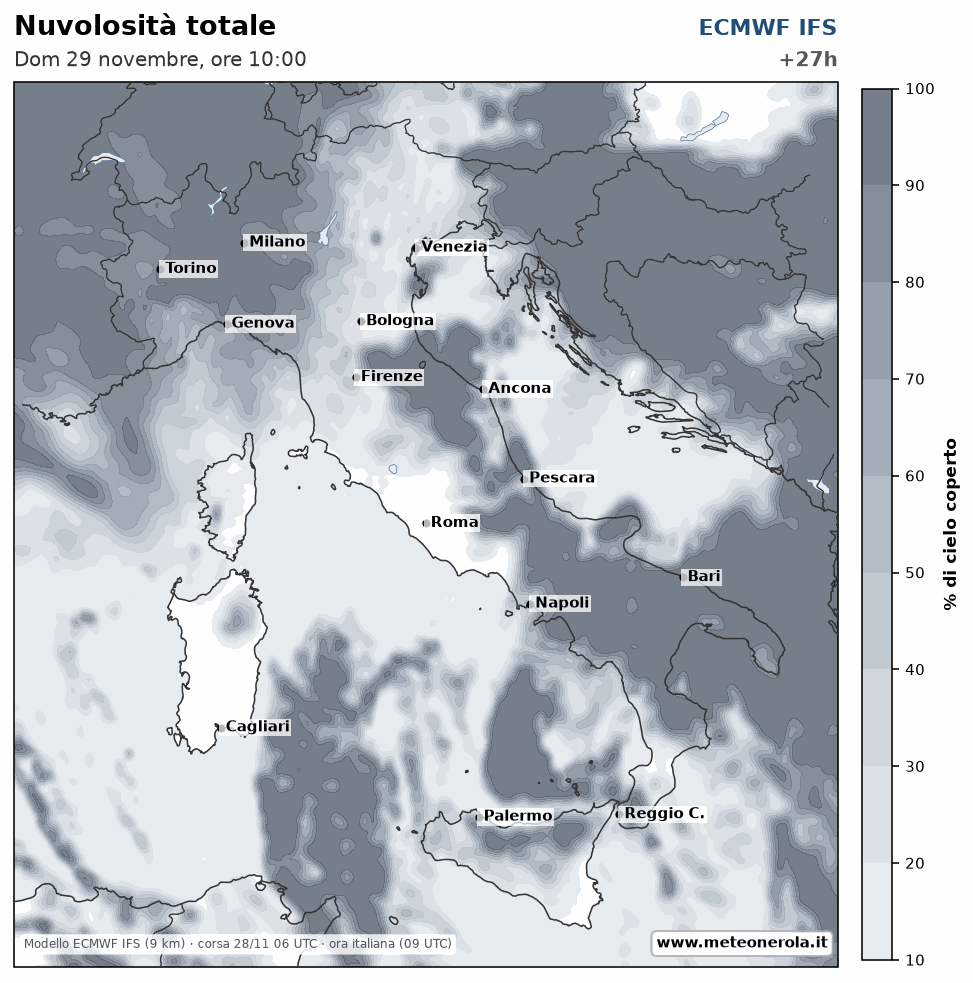 Nuvolosità totale
ECMWF IFS
Dom 29 novembre, ore 10:00
+27h
100
90
80
70
60
50
40
30
20
10
% di cielo coperto
Milano
Venezia
Torino
Genova
Bologna
Firenze
Ancona
Pescara
Roma
Bari
Napoli
Cagliari
Palermo
Reggio C.
Modello ECMWF IFS (9 km) · corsa 28/11 06 UTC · ora italiana (09 UTC)
www.meteonerola.it